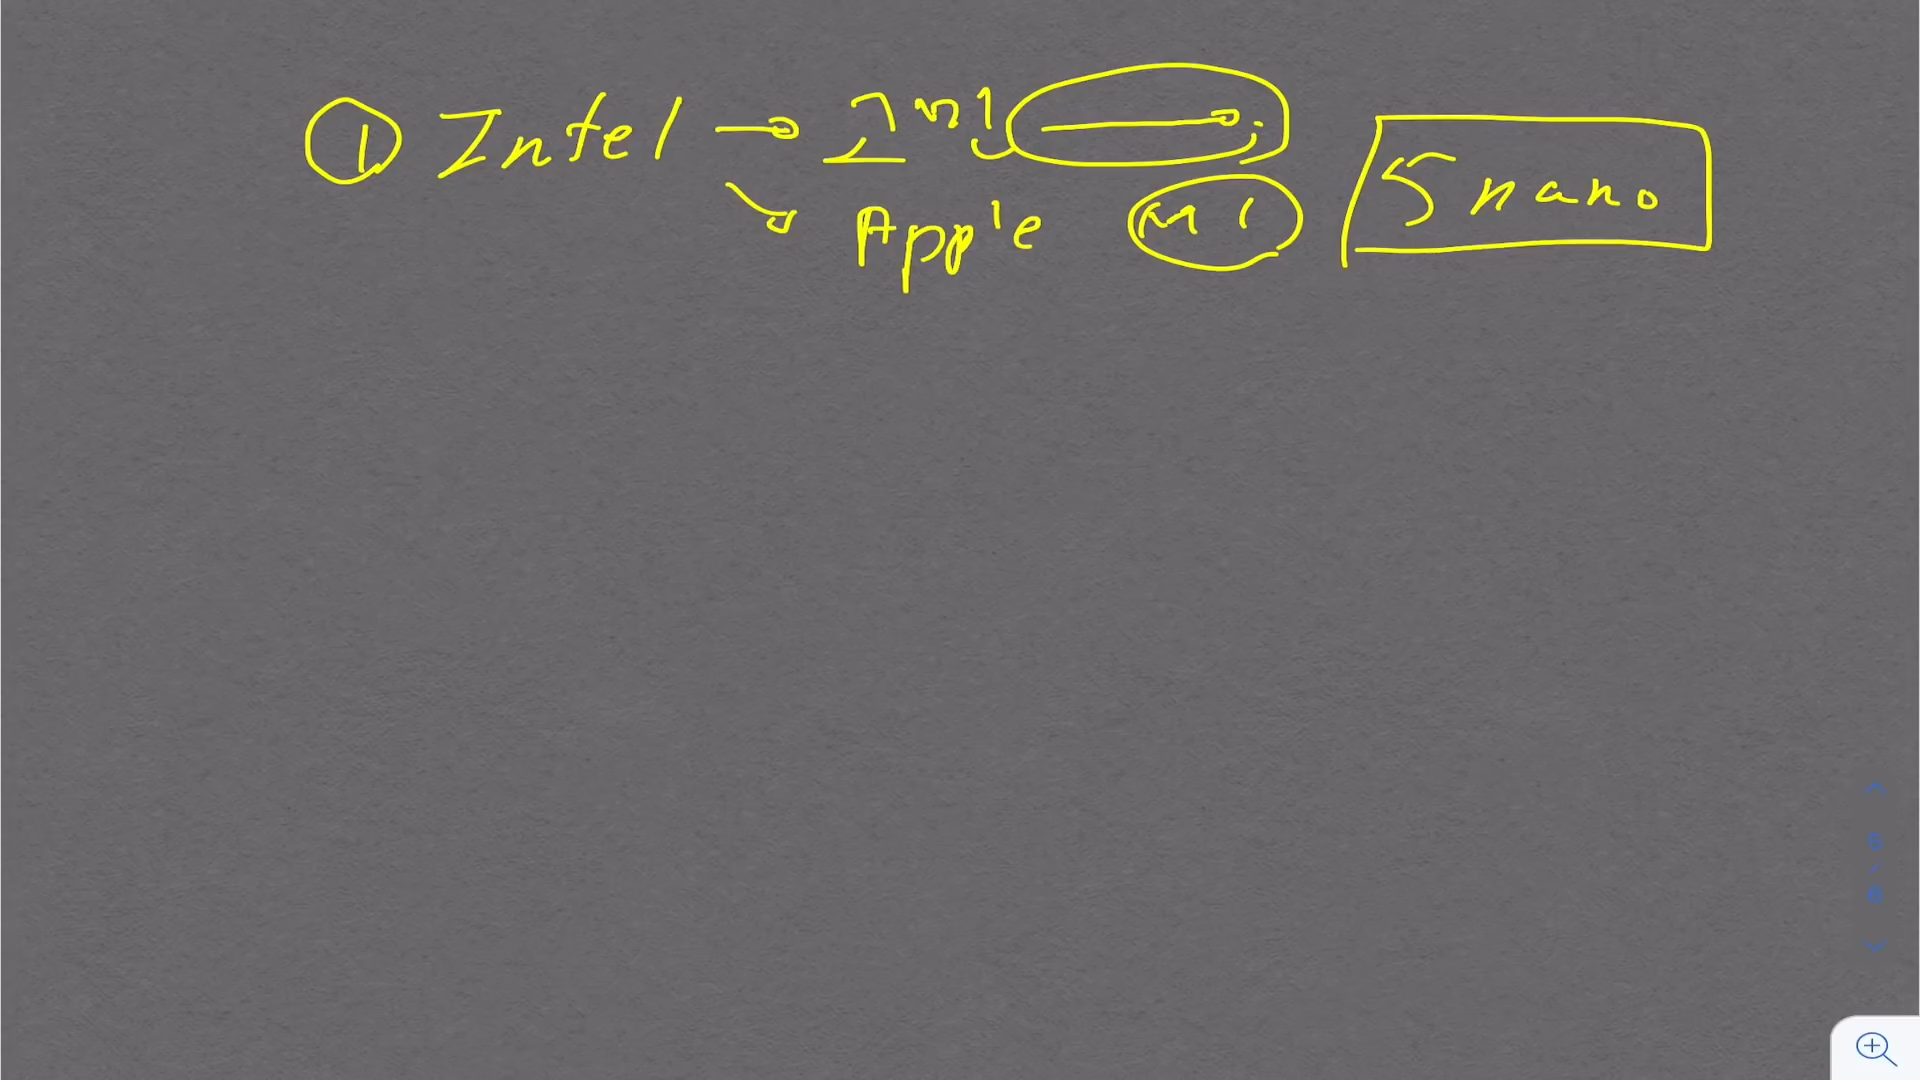 ① Intel →
↘ Apple M1 5 nano